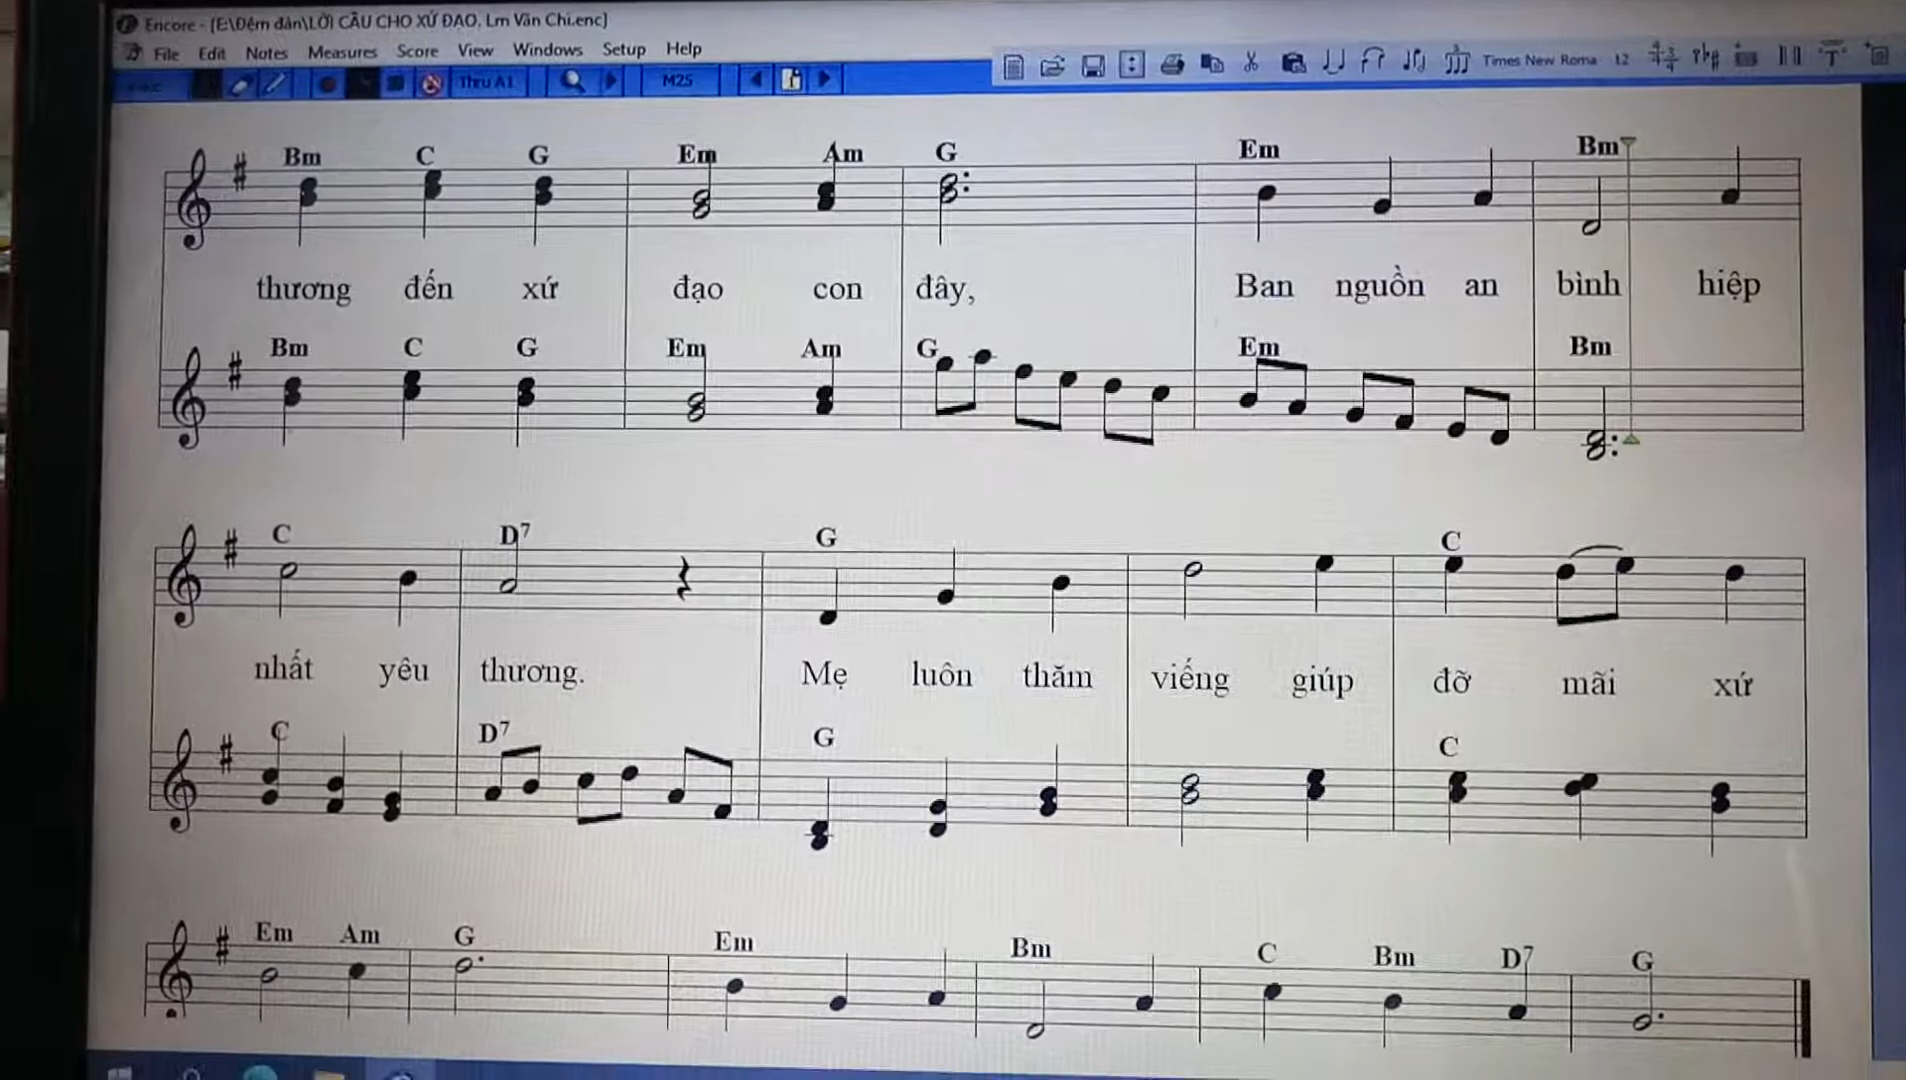 Encore - [E:\Đệm đàn\LỜI CẦU CHO XỨ ĐẠO. Lm Văn Chi.enc]
File Edit Notes Measures Score View Windows Setup Help
Thru A1 M25 Times New Roma 12
Bm C G Em Am G Em Bm
thương đến xứ đạo con đây, Ban nguồn an bình hiệp
Bm C G Em Am G Em Bm
C D7 G C
nhất yêu thương. Mẹ luôn thăm viếng giúp đỡ mãi xứ
C D7 G C
Em Am G Em Bm C Bm D7 G